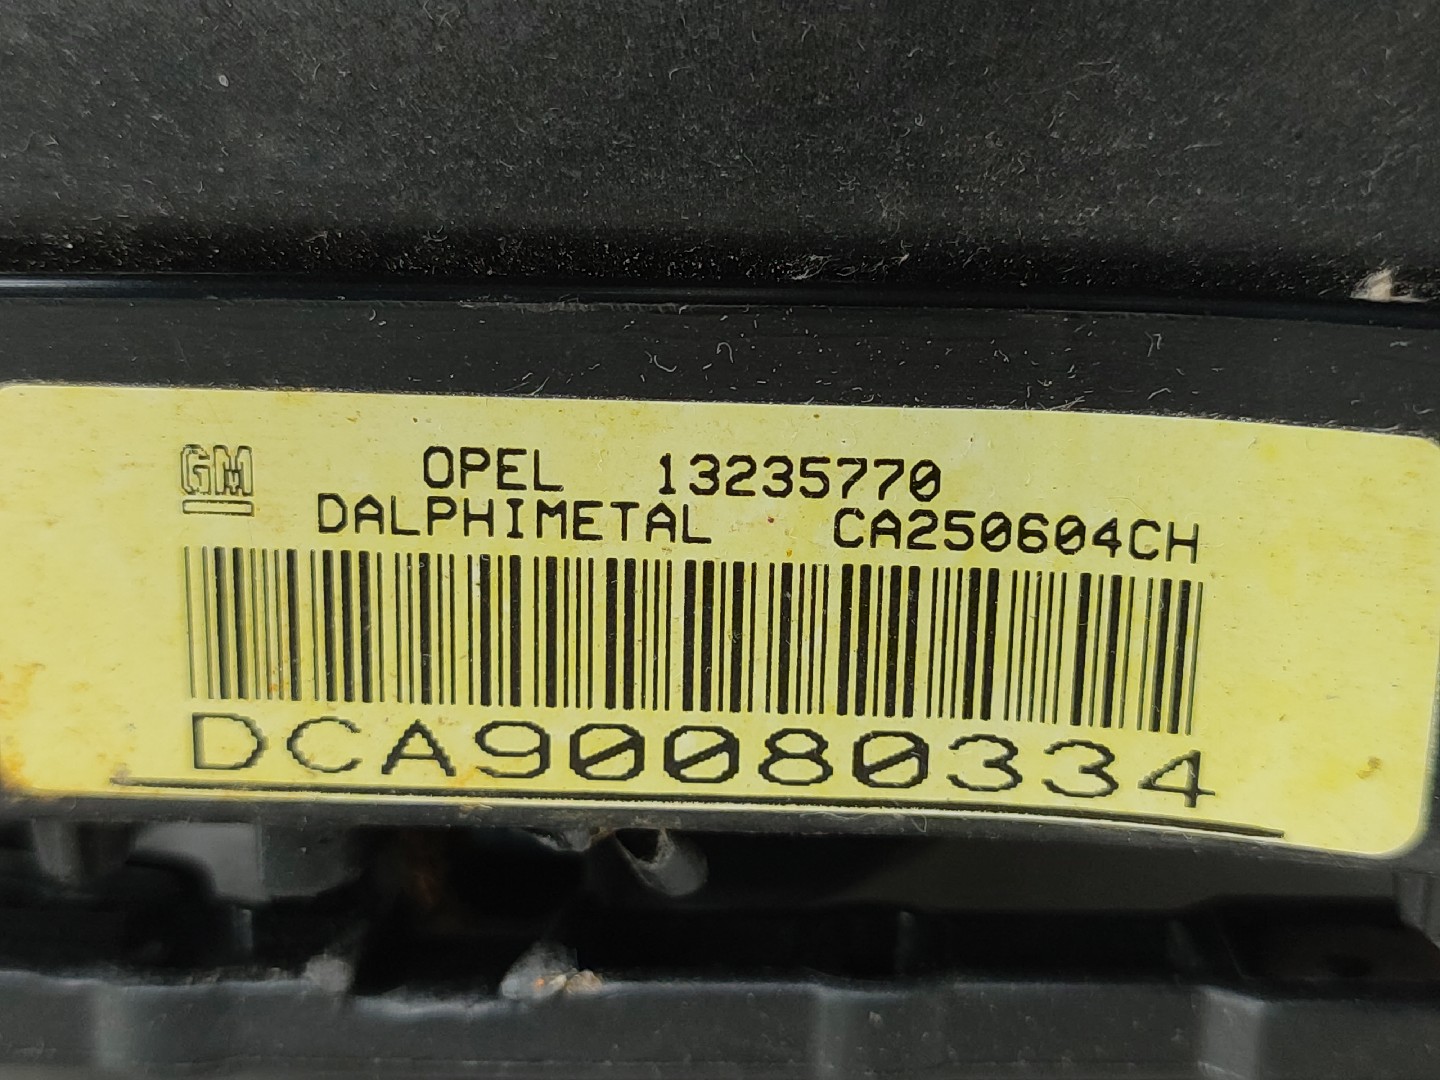 GM OPEL 13235770
DALPHIMETAL CA250604CH
DCA90080334